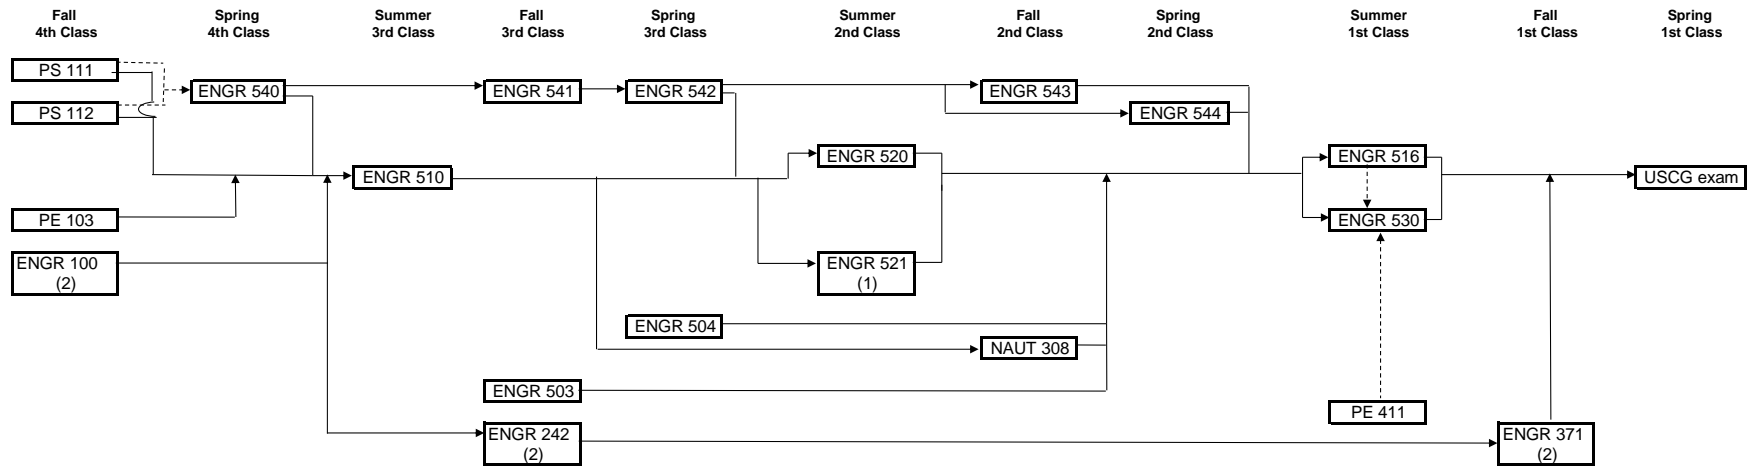 Fall
4th Class
Spring
4th Class
Summer
3rd Class
Fall
3rd Class
Spring
3rd Class
Summer
2nd Class
Fall
2nd Class
Spring
2nd Class
Summer
1st Class
Fall
1st Class
Spring
1st Class
PS 111
ENGR 540
ENGR 541
ENGR 542
ENGR 543
PS 112
ENGR 544
ENGR 520
ENGR 516
ENGR 510
USCG exam
PE 103
ENGR 530
ENGR 100
(2)
ENGR 521
(1)
ENGR 504
NAUT 308
ENGR 503
PE 411
ENGR 242
(2)
ENGR 371
(2)